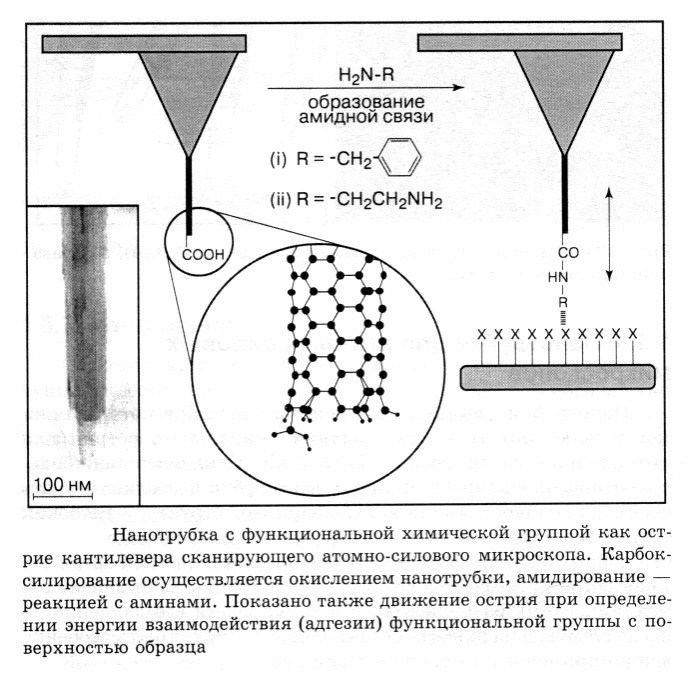 H₂N-R
образование
амидной связи
(i) R = -CH₂-
(ii) R = -CH₂CH₂NH₂
COOH
CO
HN
R
X X X X X X X X X X
100 нм
Нанотрубка с функциональной химической группой как ост-
рие кантилевера сканирующего атомно-силового микроскопа. Карбок-
силирование осуществляется окислением нанотрубки, амидирование —
реакцией с аминами. Показано также движение острия при определе-
нии энергии взаимодействия (адгезии) функциональной группы с по-
верхностью образца